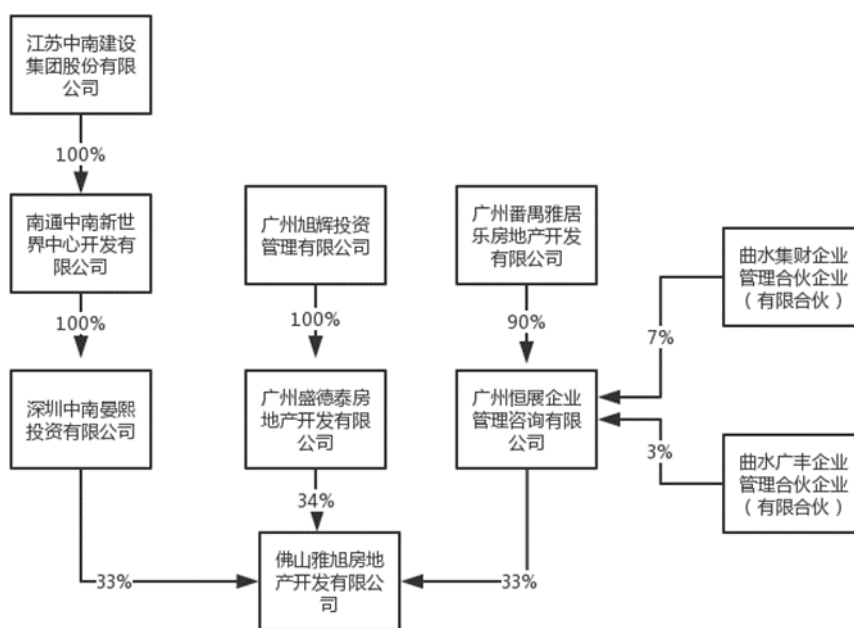 江苏中南建设
集团股份有限
公司
100%
南通中南新世
界中心开发有
限公司
100%
深圳中南晏熙
投资有限公司
33%
广州旭辉投资
管理有限公司
100%
广州盛德泰房
地产开发有限
公司
34%
佛山雅旭房地
产开发有限公
司
广州番禺雅居
乐房地产开发
有限公司
90%
广州恒展企业
管理咨询有限
公司
33%
曲水集财企业
管理合伙企业
（有限合伙）
7%
曲水广丰企业
管理合伙企业
（有限合伙）
3%